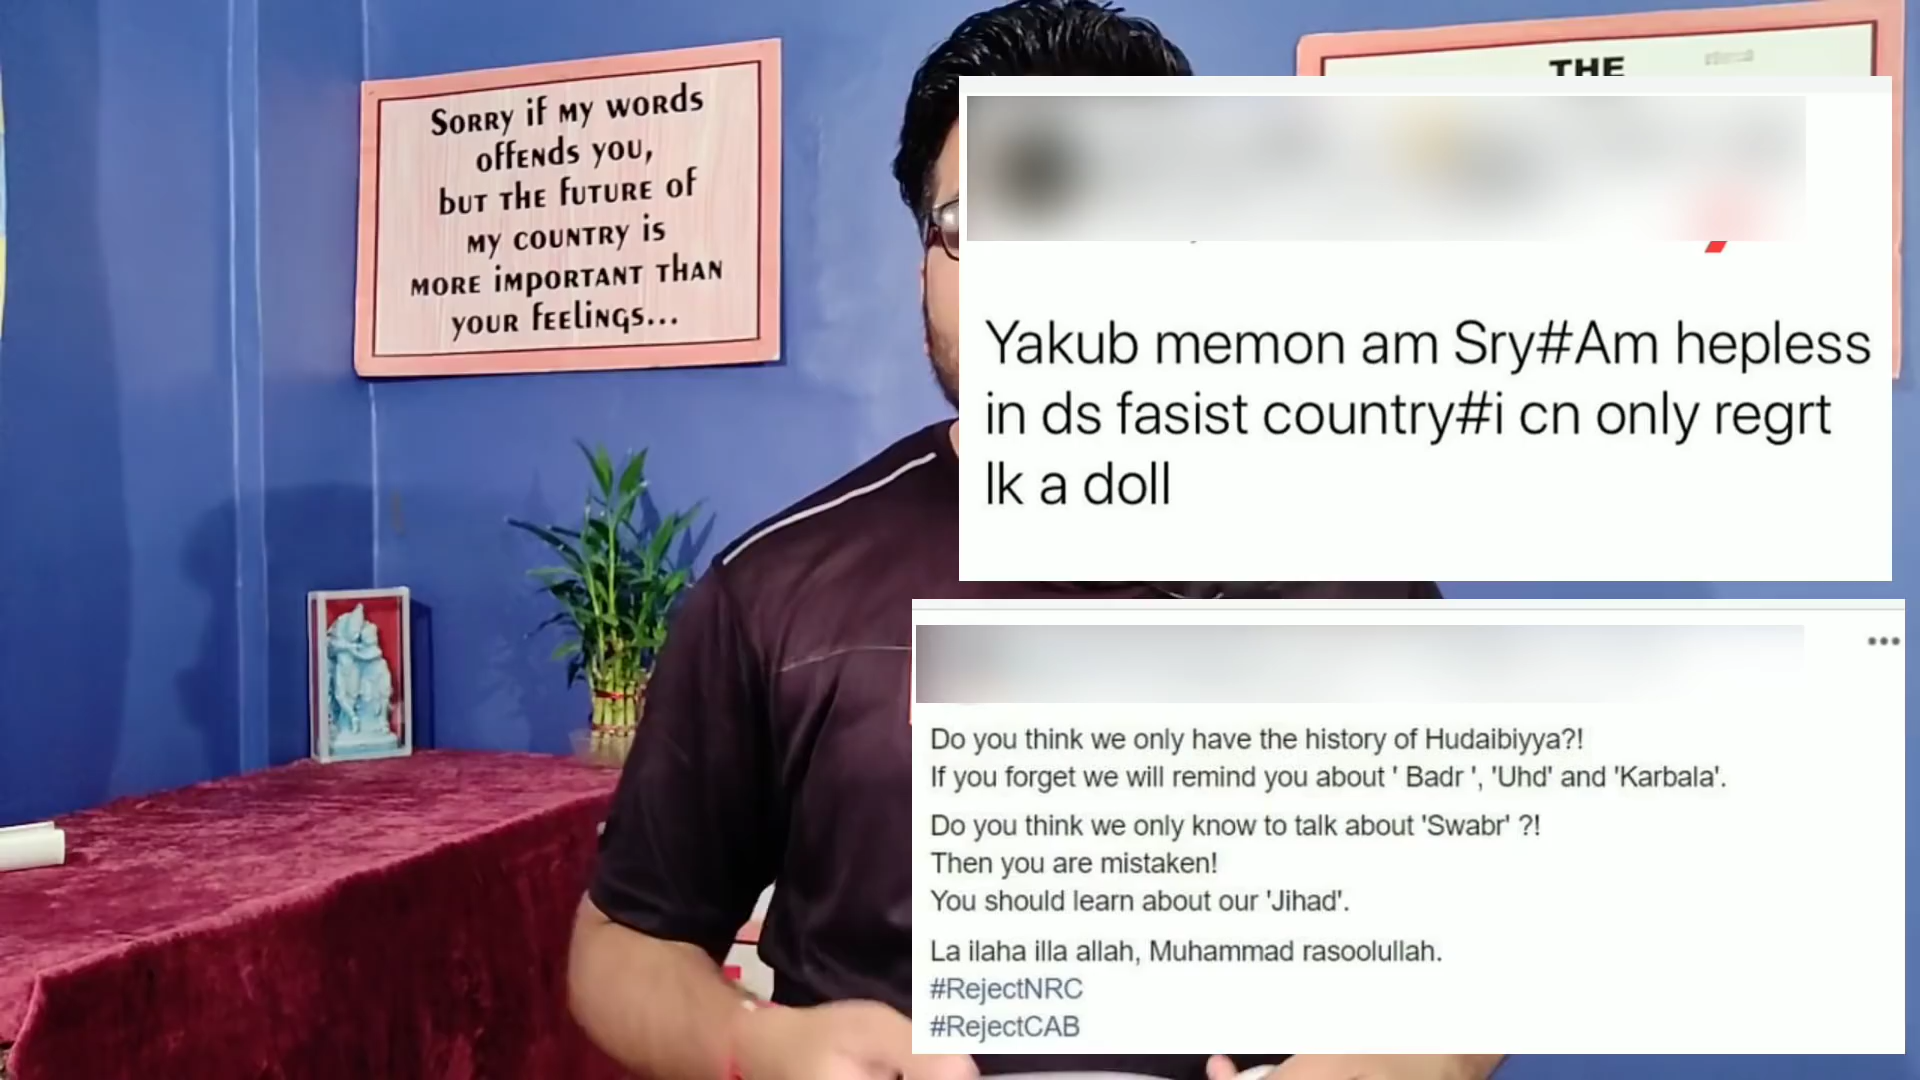 Sorry if my words
offends you,
but the future of
my country is
more important than
your feelings...
THE
Yakub memon am Sry#Am hepless
in ds fasist country#i cn only regrt
lk a doll
Do you think we only have the history of Hudaibiyya?!
If you forget we will remind you about ' Badr ', 'Uhd' and 'Karbala'.
Do you think we only know to talk about 'Swabr' ?!
Then you are mistaken!
You should learn about our 'Jihad'.
La ilaha illa allah, Muhammad rasoolullah.
#RejectNRC
#RejectCAB